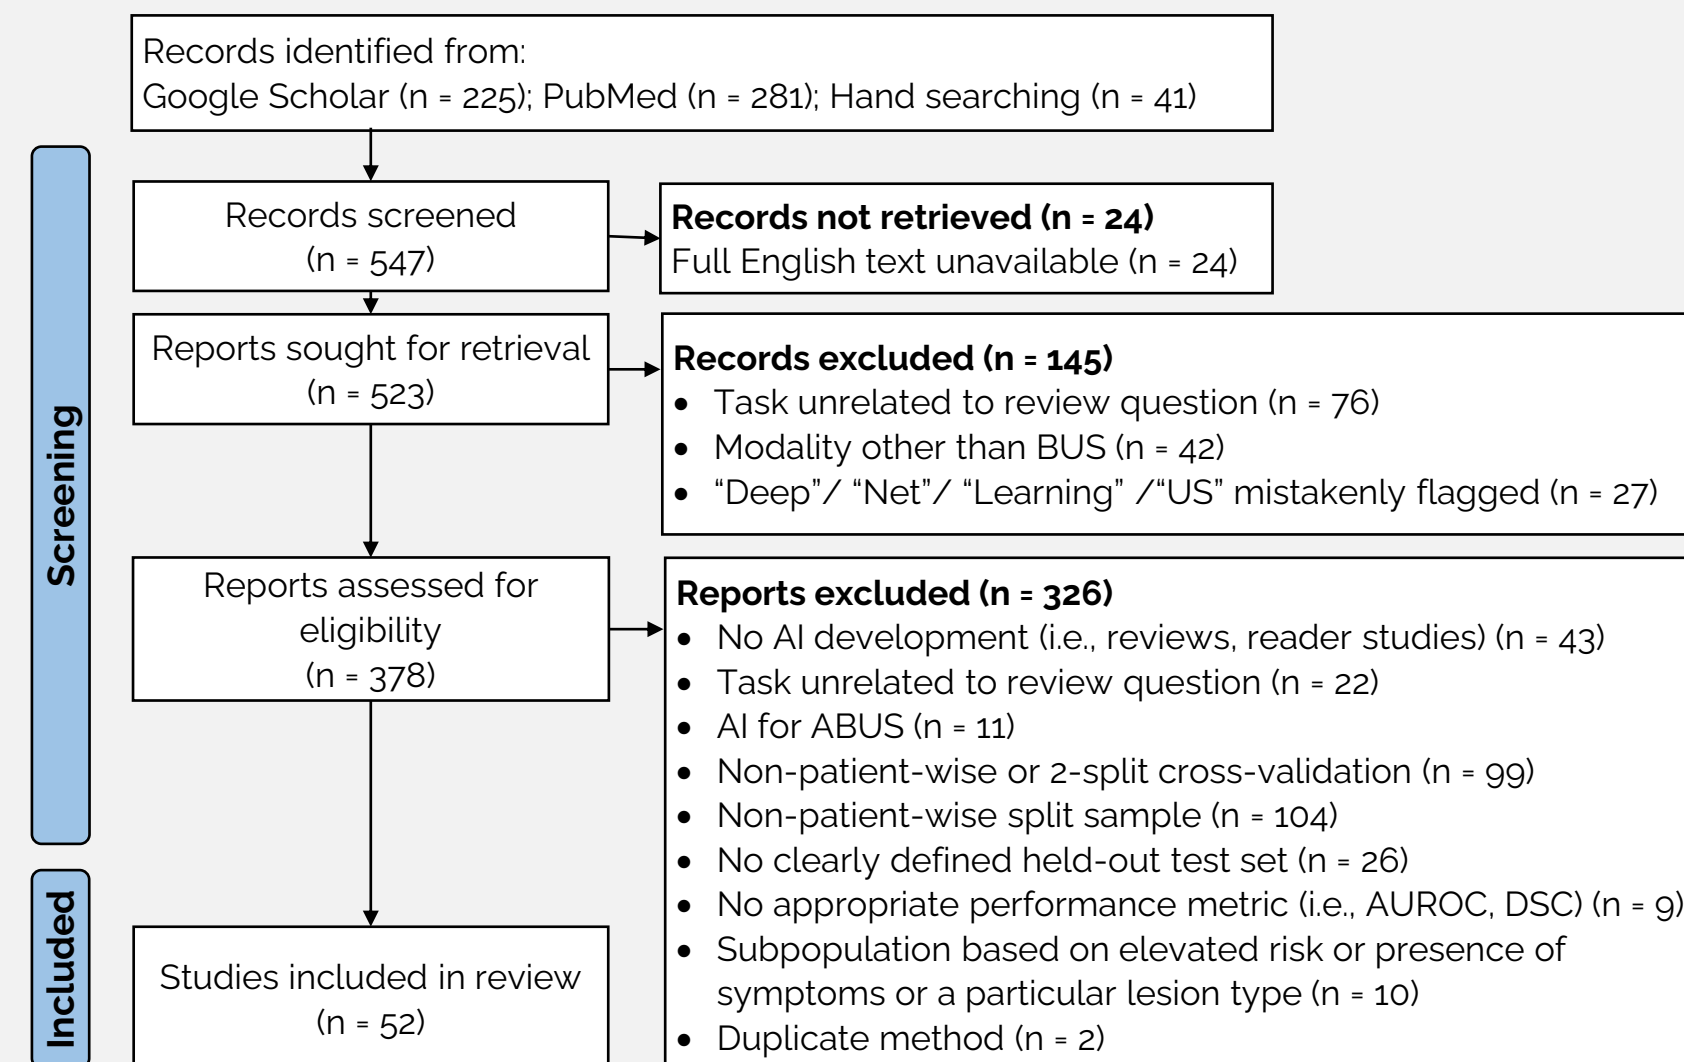 Records identified from:
Google Scholar (n = 225); PubMed (n = 281); Hand searching (n = 41)
Screening
Records screened
(n = 547)
Records not retrieved (n = 24)
Full English text unavailable (n = 24)
Reports sought for retrieval
(n = 523)
Records excluded (n = 145)
• Task unrelated to review question (n = 76)
• Modality other than BUS (n = 42)
• “Deep”/ “Net”/ “Learning” /“US” mistakenly flagged (n = 27)
Reports assessed for
eligibility
(n = 378)
Reports excluded (n = 326)
• No AI development (i.e., reviews, reader studies) (n = 43)
• Task unrelated to review question (n = 22)
• AI for ABUS (n = 11)
• Non-patient-wise or 2-split cross-validation (n = 99)
• Non-patient-wise split sample (n = 104)
• No clearly defined held-out test set (n = 26)
• No appropriate performance metric (i.e., AUROC, DSC) (n = 9)
• Subpopulation based on elevated risk or presence of
symptoms or a particular lesion type (n = 10)
• Duplicate method (n = 2)
Included
Studies included in review
(n = 52)